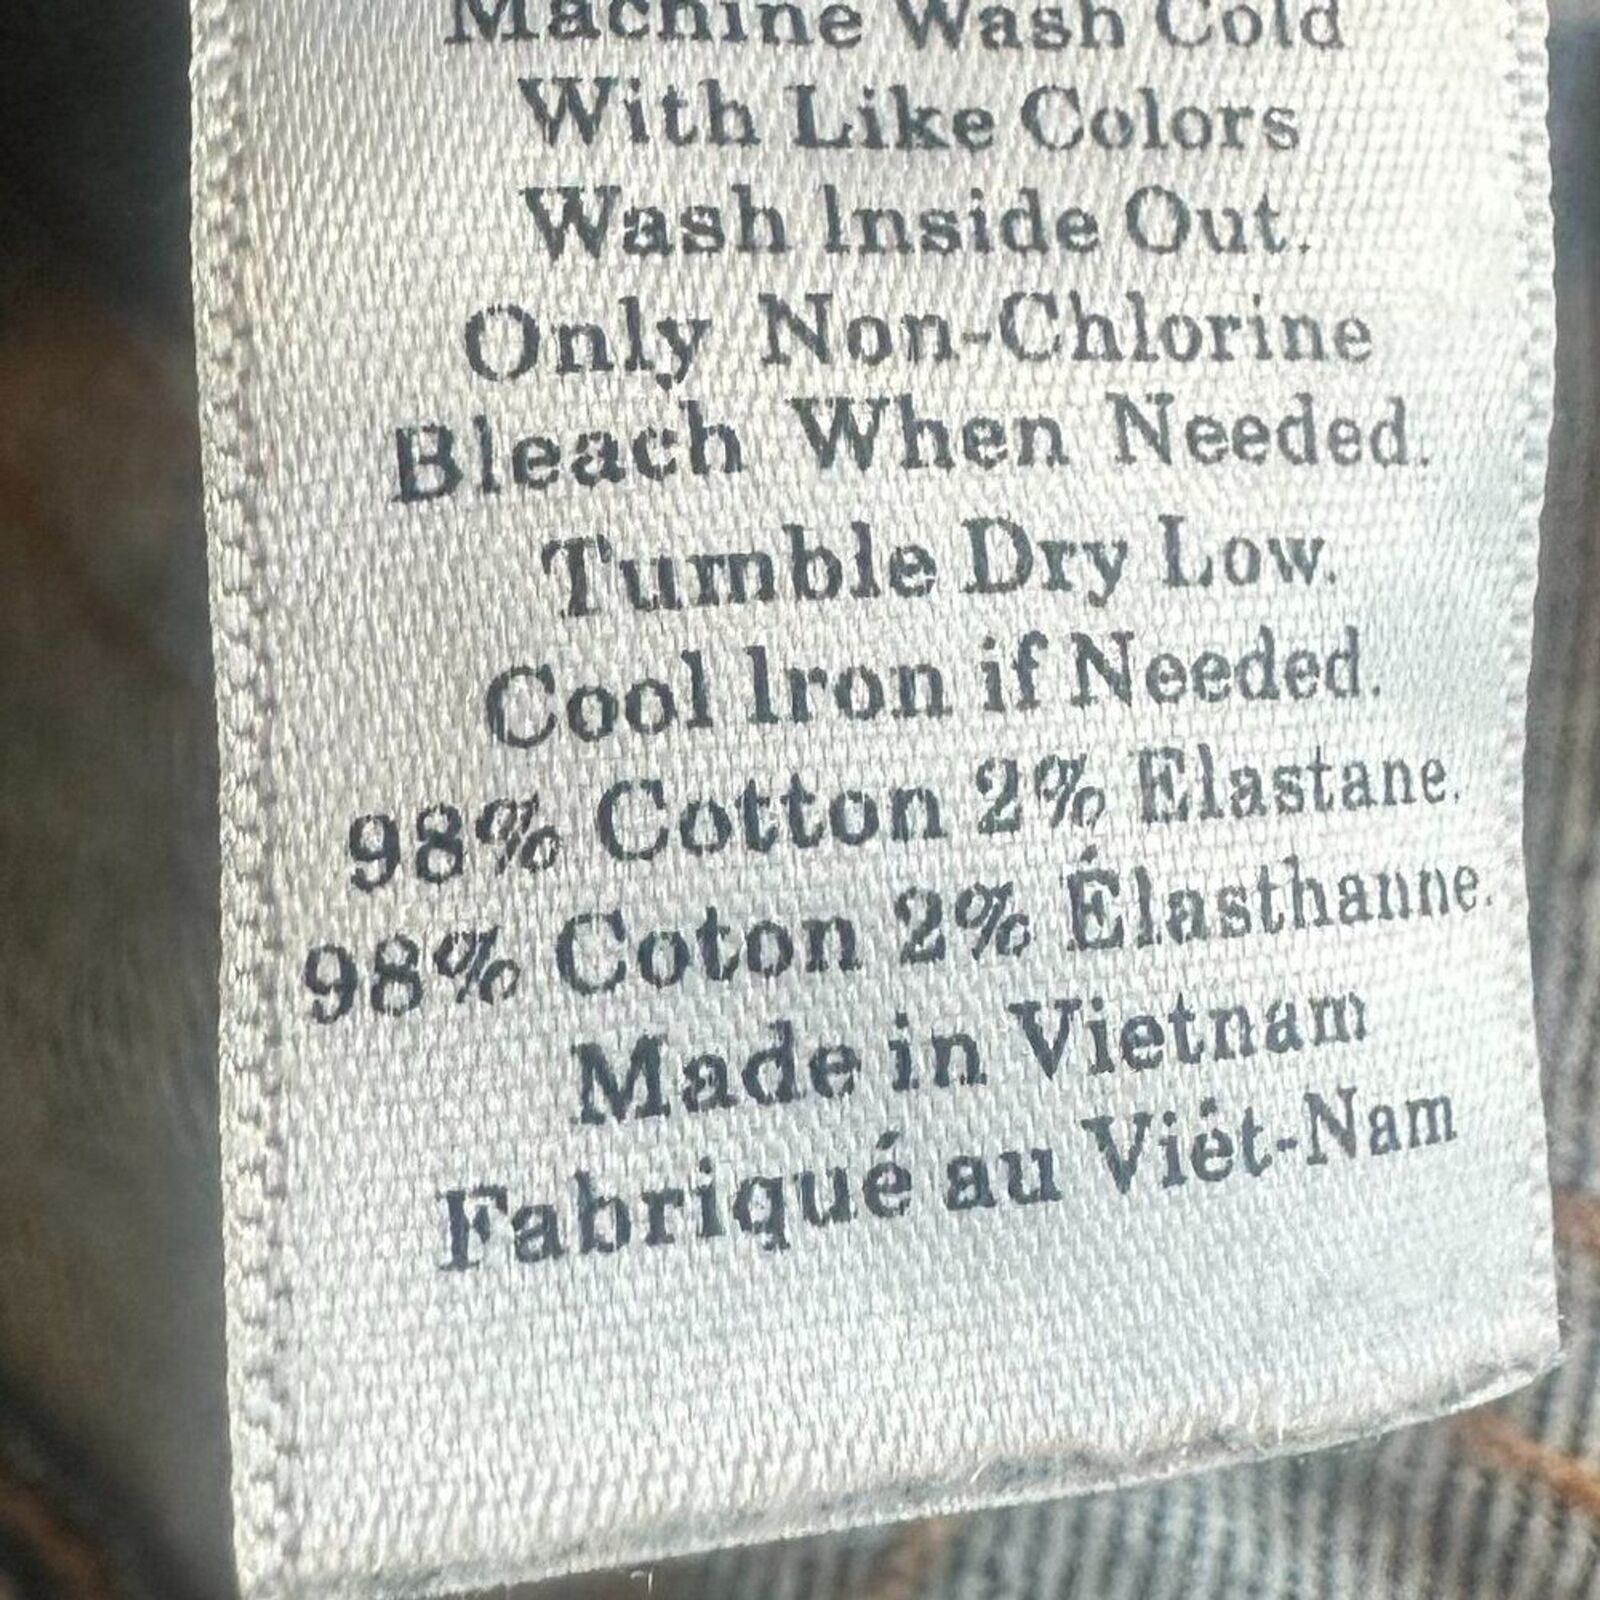 Machine Wash Cold
With Like Colors
Wash Inside Out.
Only Non-Chlorine
Bleach When Needed.
Tumble Dry Low.
Cool Iron if Needed.
98% Cotton 2% Elastane.
98% Coton 2% Élasthanne.
Made in Vietnam
Fabriqué au Viét-Nam